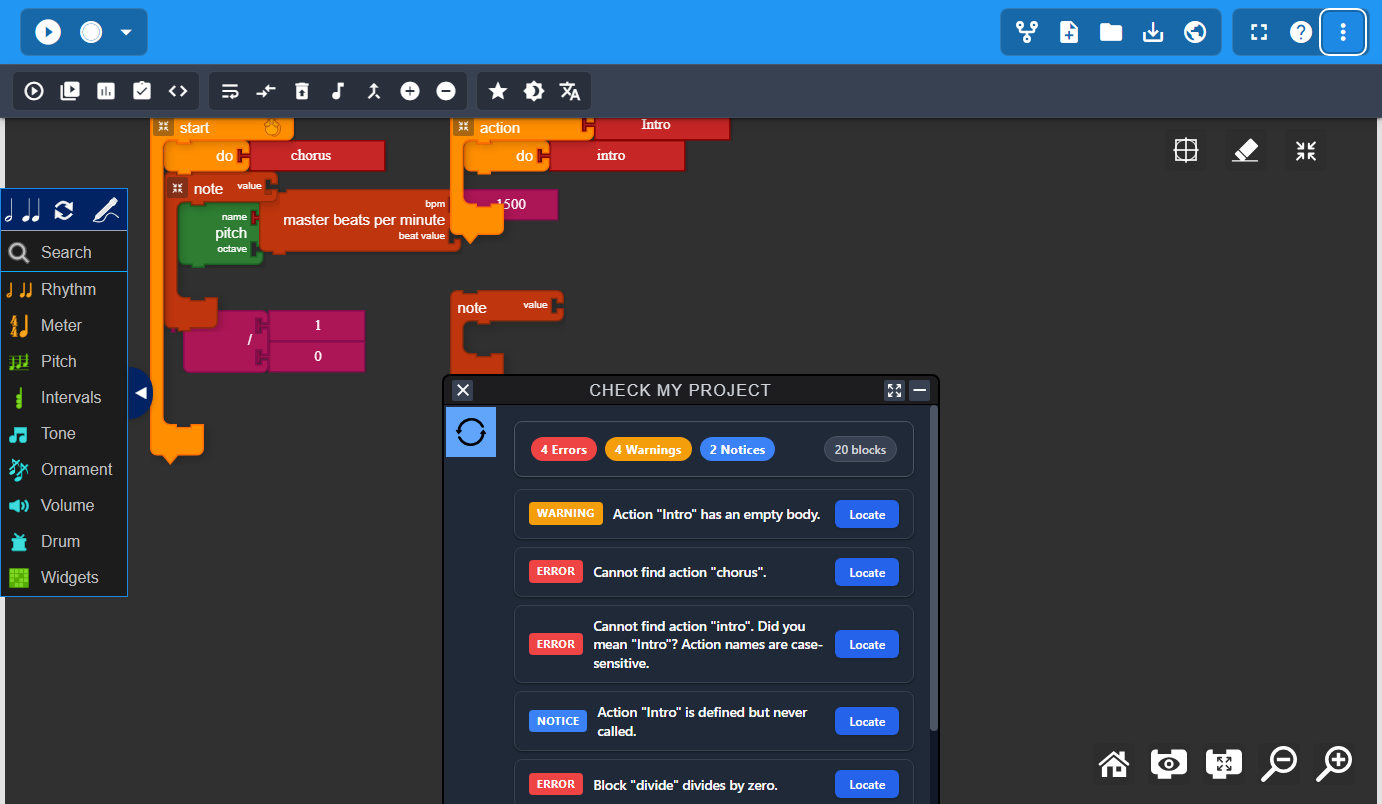 start
do
chorus
note
value
name
pitch
octave
bpm
master beats per minute
beat value
/
1
0
action
Intro
do
intro
1500
note
value
Search
Rhythm
Meter
Pitch
Intervals
Tone
Ornament
Volume
Drum
Widgets
CHECK MY PROJECT
4 Errors
4 Warnings
2 Notices
20 blocks
WARNING
Action "Intro" has an empty body.
Locate
ERROR
Cannot find action "chorus".
Locate
ERROR
Cannot find action "intro". Did you
mean "Intro"? Action names are case-
sensitive.
Locate
NOTICE
Action "Intro" is defined but never
called.
Locate
ERROR
Block "divide" divides by zero.
Locate